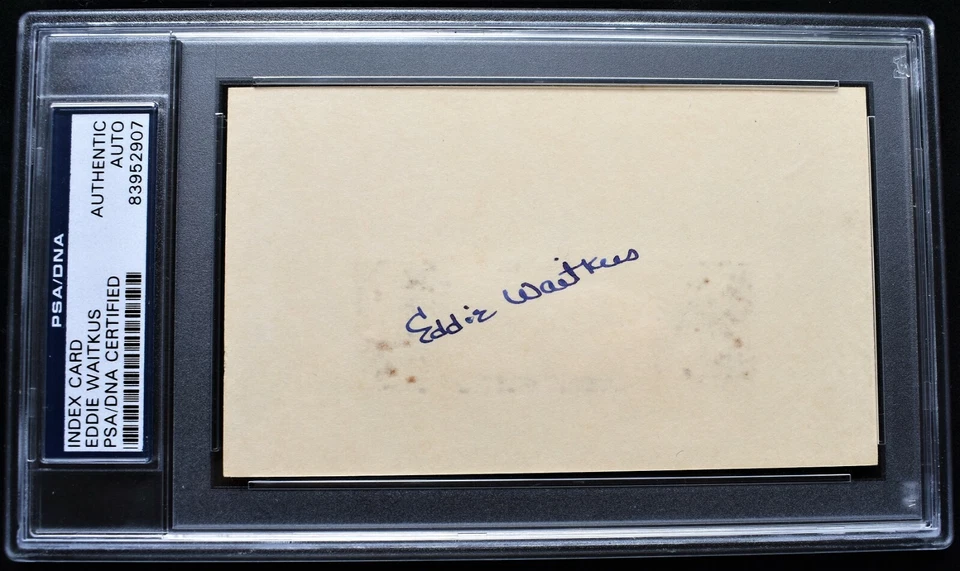 PSA/DNA
INDEX CARD
EDDIE WAITKUS
PSA/DNA CERTIFIED
AUTHENTIC
AUTO
83952907
Eddie Waitkus